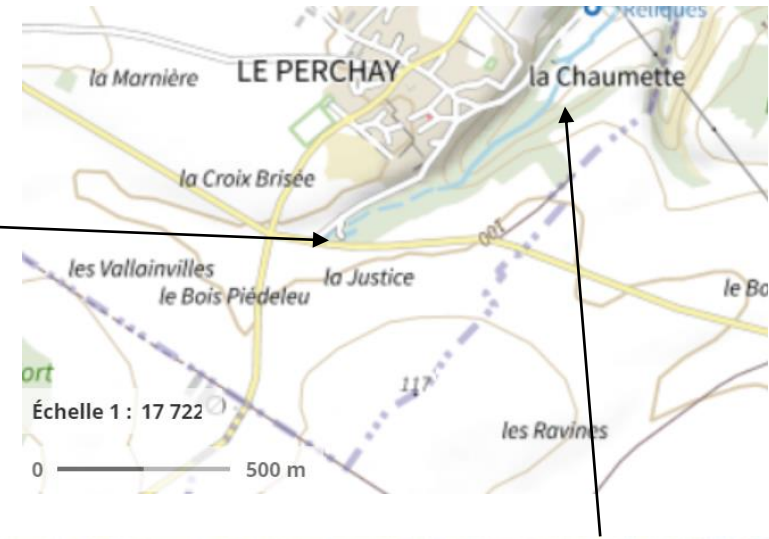 Reliques
la Marnière
LE PERCHAY
la Chaumette
la Croix Brisée
100
les Vallainvilles
la Justice
le Bois Piédeleu
le Bo
ort
117
Échelle 1 : 17 722
les Ravines
0
500 m